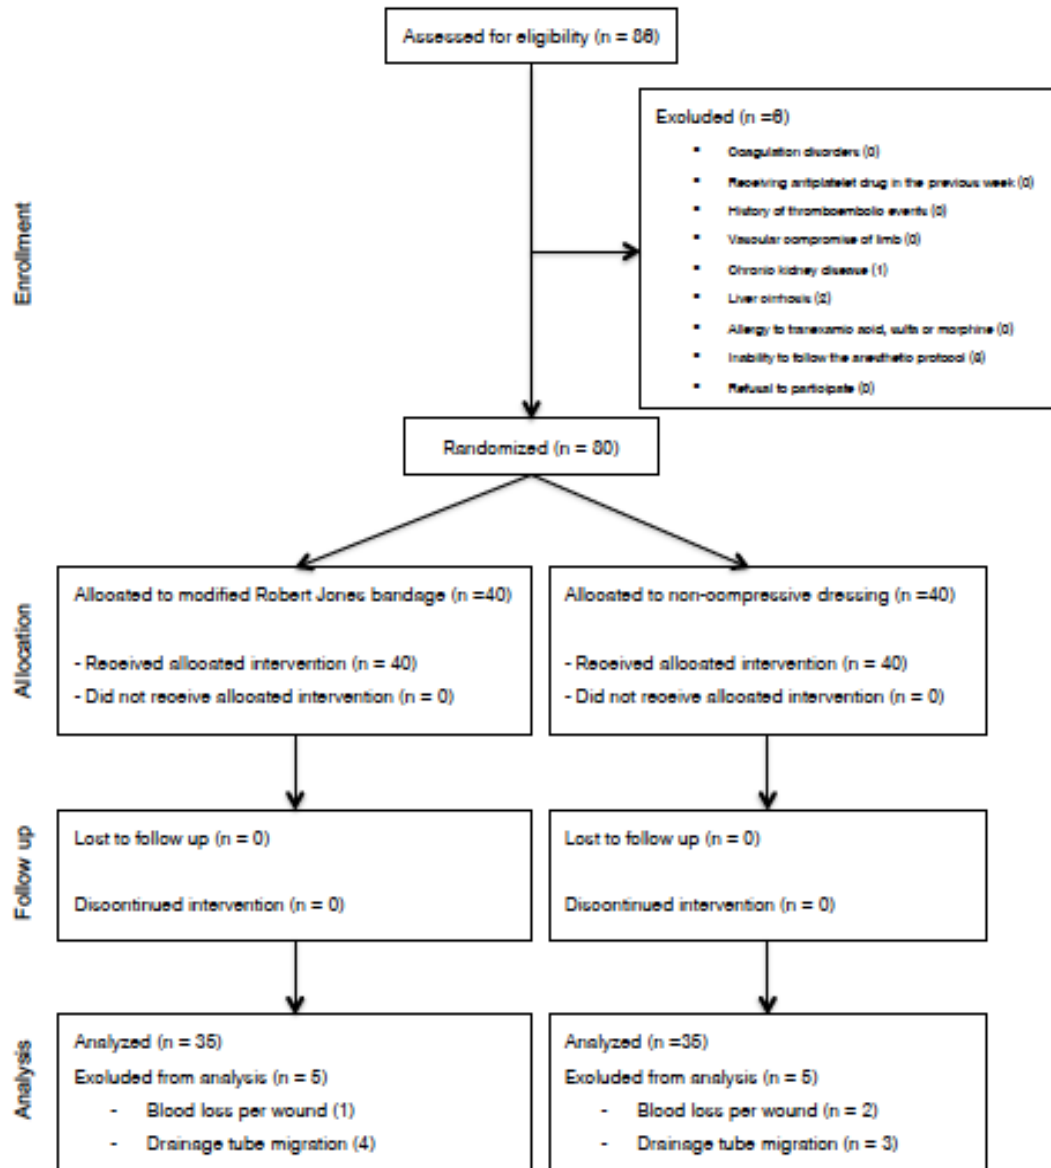 Assessed for eligibility (n = 86)
Excluded (n =6)
▪ Coagulation disorders (0)
▪ Receiving antiplatelet drug in the previous week (0)
▪ History of thromboembolic events (0)
▪ Vascular compromise of limb (0)
▪ Chronic kidney disease (1)
▪ Liver cirrhosis (2)
▪ Allergy to tranexamic acid, sulfa or morphine (0)
▪ Inability to follow the anesthetic protocol
▪ Refusal to participate (0)
Enrollment
Randomized (n = 80)
Allocation
Allocated to modified Robert Jones bandage (n =40)
- Received allocated intervention (n = 40)
- Did not receive allocated intervention (n = 0)
Allocated to non-compressive dressing (n =40)
- Received allocated intervention (n = 40)
- Did not receive allocated intervention (n = 0)
Follow up
Lost to follow up (n = 0)
Discontinued intervention (n = 0)
Lost to follow up (n = 0)
Discontinued intervention (n = 0)
Analysis
Analyzed (n = 35)
Excluded from analysis (n = 5)
- Blood loss per wound (1)
- Drainage tube migration (4)
Analyzed (n =35)
Excluded from analysis (n = 5)
- Blood loss per wound (n = 2)
- Drainage tube migration (n = 3)